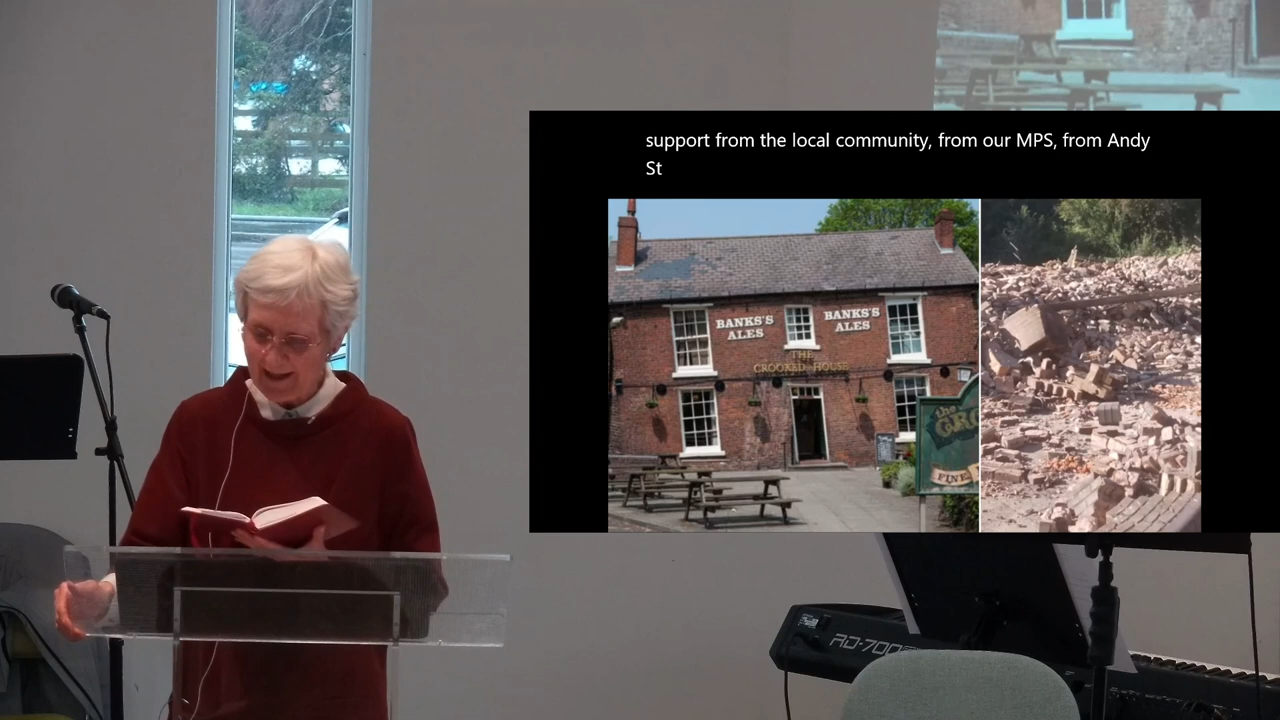 support from the local community, from our MPS, from Andy
St
BANKS'S
ALES
BANKS'S
ALES
THE
CROOKED HOUSE
the
FINE
RD-700